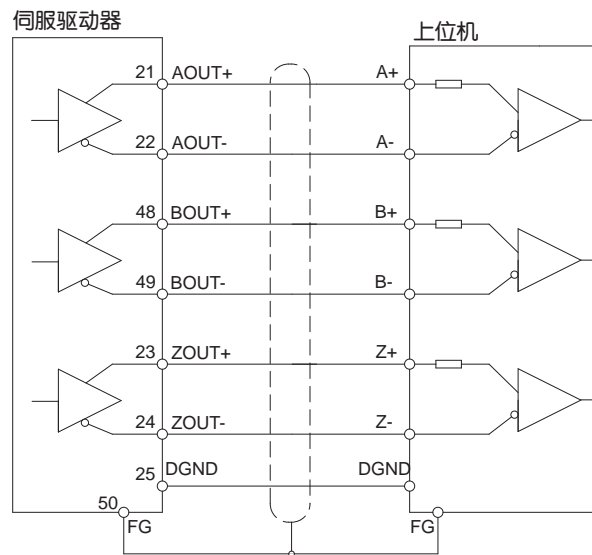 伺服驱动器
上位机
21 AOUT+ A+
22 AOUT- A-
48 BOUT+ B+
49 BOUT- B-
23 ZOUT+ Z+
24 ZOUT- Z-
25 DGND DGND
50
FG FG